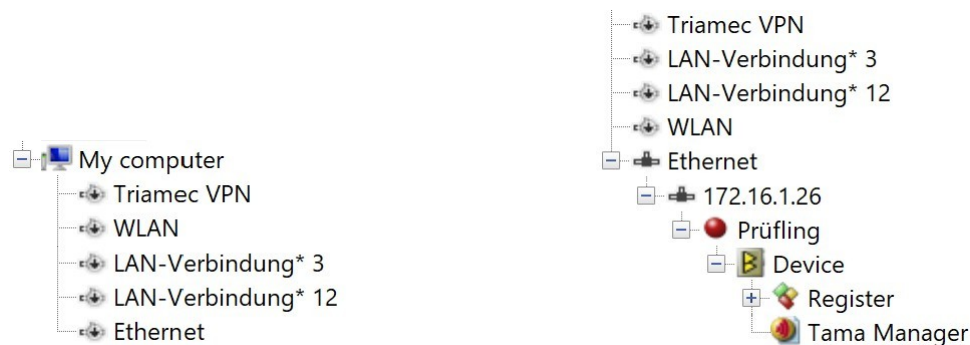 My computer
Triamec VPN
WLAN
LAN-Verbindung* 3
LAN-Verbindung* 12
Ethernet
Triamec VPN
LAN-Verbindung* 3
LAN-Verbindung* 12
WLAN
Ethernet
172.16.1.26
Prüfling
Device
Register
Tama Manager